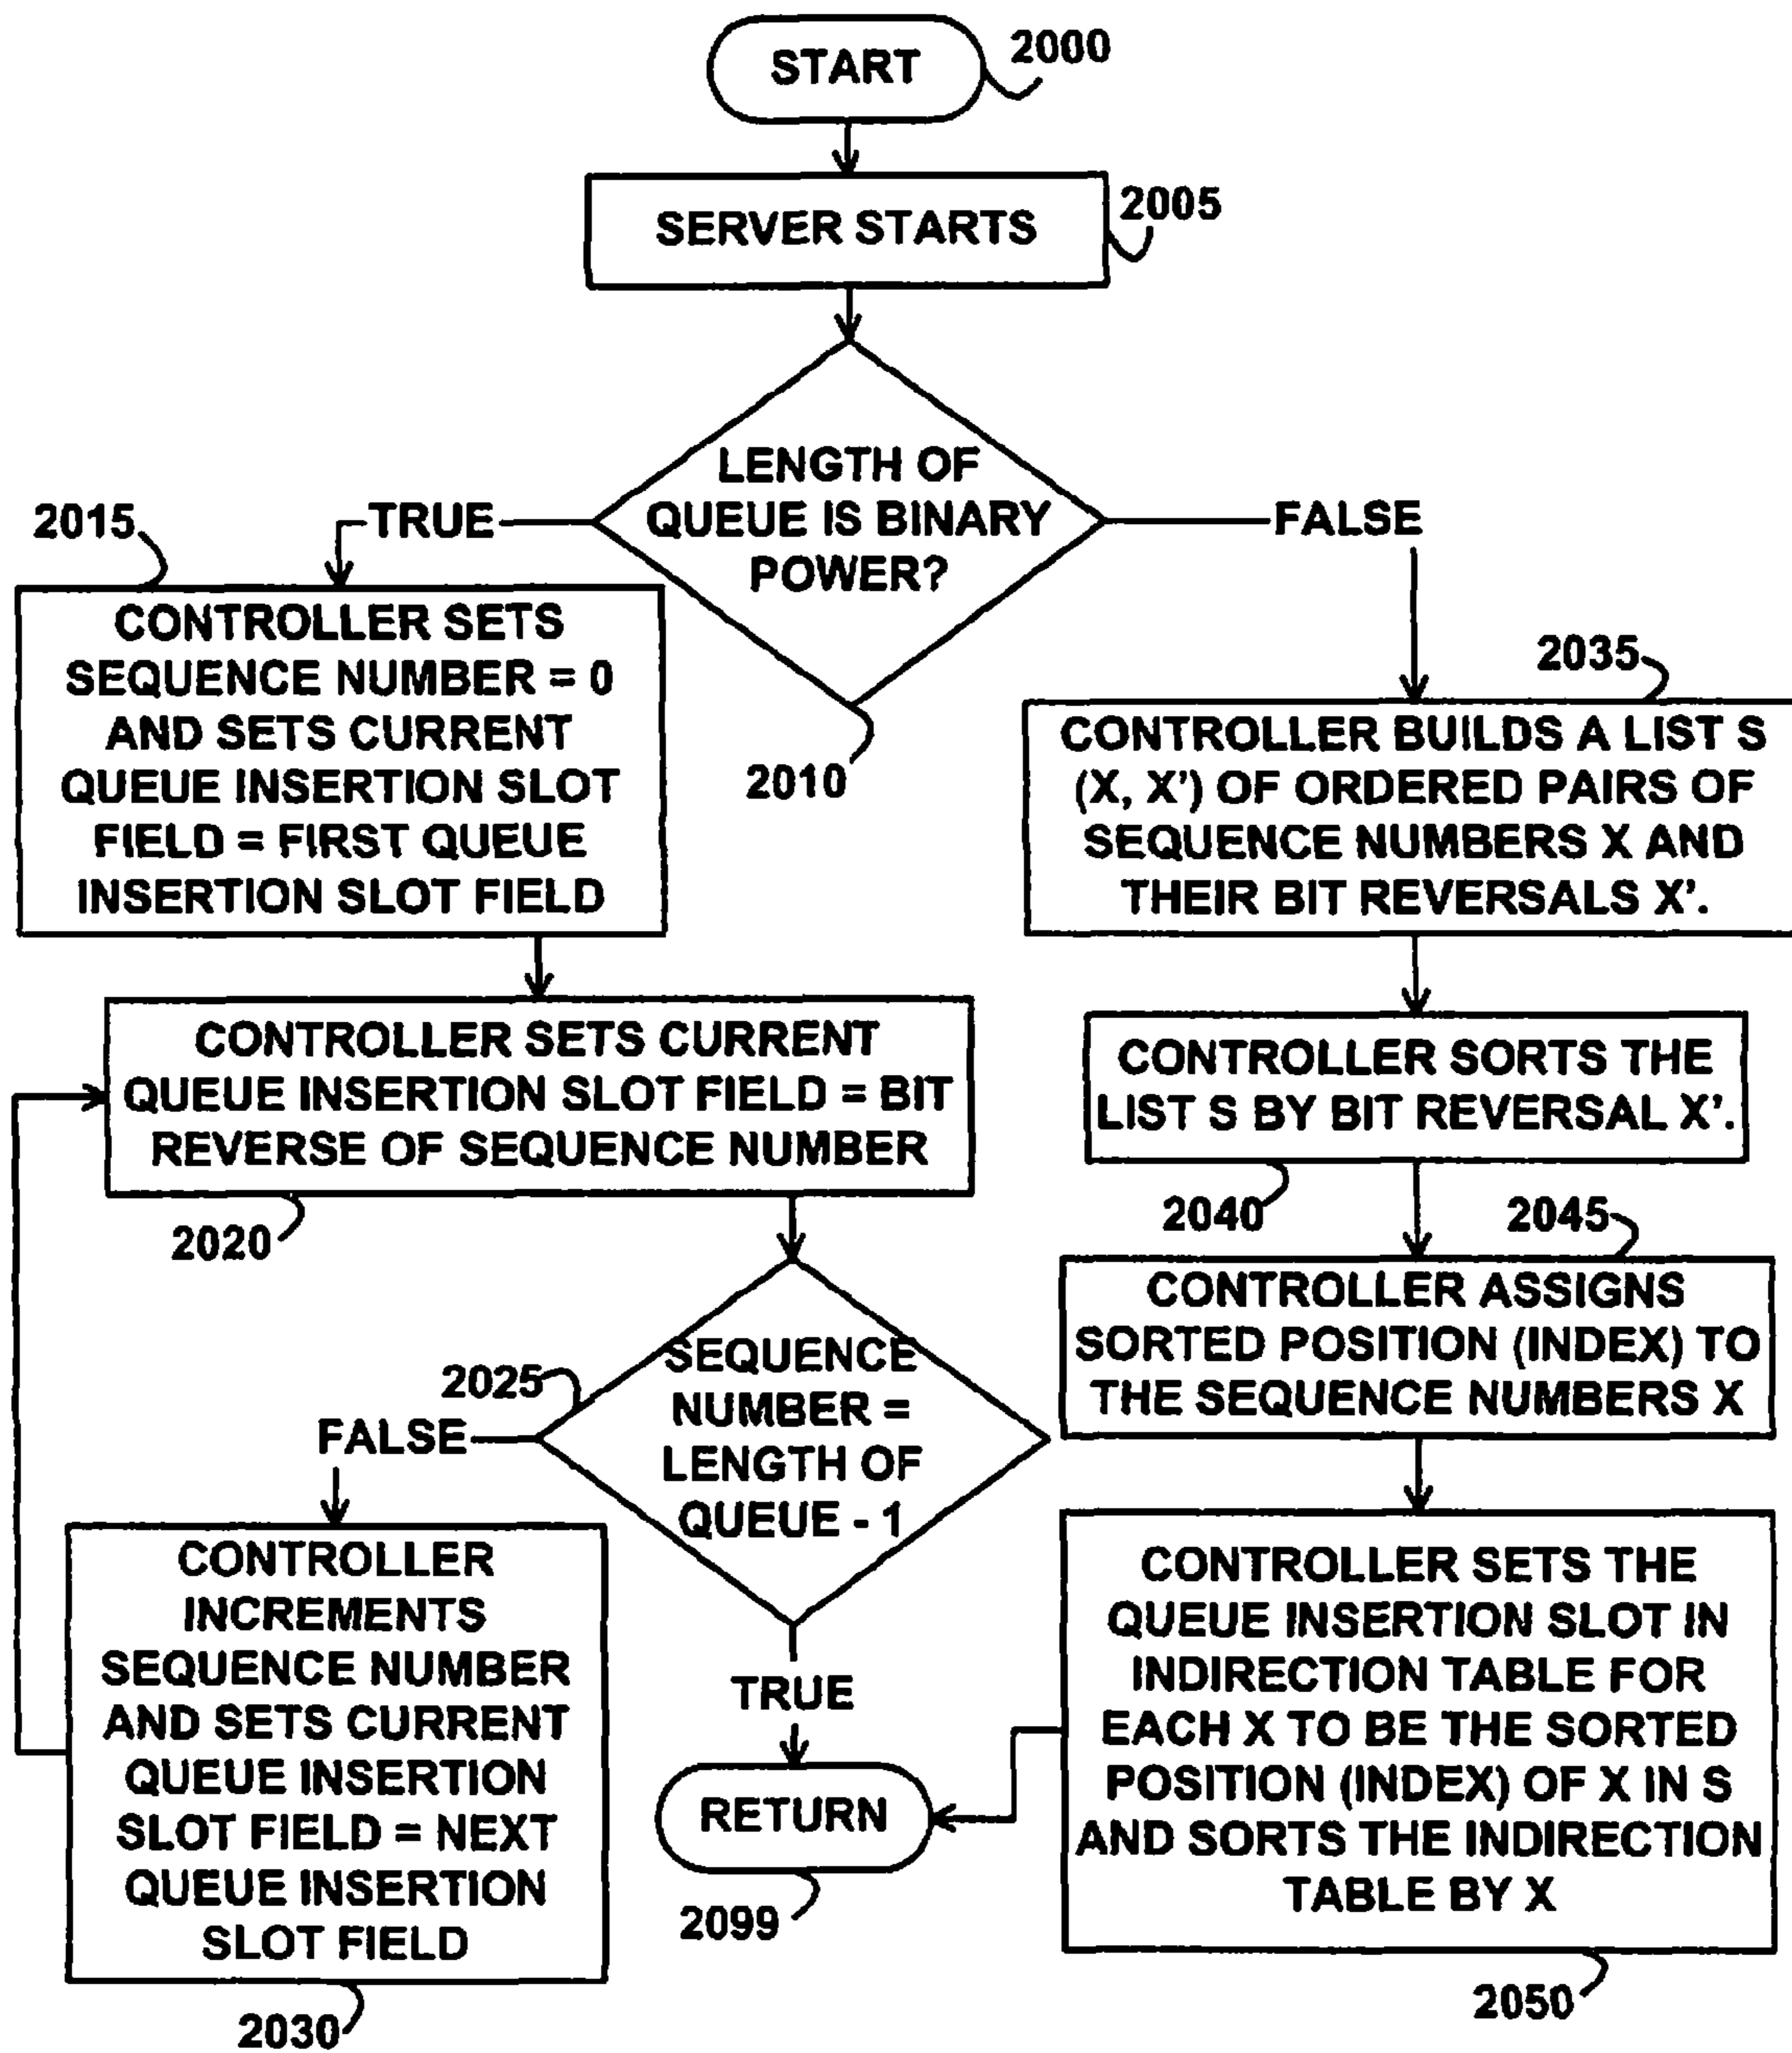 START
2000
SERVER STARTS
2005
LENGTH OF
QUEUE IS BINARY
POWER?
2010
TRUE
FALSE
2015
CONTROLLER SETS
SEQUENCE NUMBER = 0
AND SETS CURRENT
QUEUE INSERTION SLOT
FIELD = FIRST QUEUE
INSERTION SLOT FIELD
CONTROLLER SETS CURRENT
QUEUE INSERTION SLOT FIELD = BIT
REVERSE OF SEQUENCE NUMBER
2020
2025
SEQUENCE
NUMBER =
LENGTH OF
QUEUE - 1
FALSE
TRUE
CONTROLLER
INCREMENTS
SEQUENCE NUMBER
AND SETS CURRENT
QUEUE INSERTION
SLOT FIELD = NEXT
QUEUE INSERTION
SLOT FIELD
2030
RETURN
2099
2035
CONTROLLER BUILDS A LIST S
(X, X') OF ORDERED PAIRS OF
SEQUENCE NUMBERS X AND
THEIR BIT REVERSALS X'.
CONTROLLER SORTS THE
LIST S BY BIT REVERSAL X'.
2040
2045
CONTROLLER ASSIGNS
SORTED POSITION (INDEX) TO
THE SEQUENCE NUMBERS X
CONTROLLER SETS THE
QUEUE INSERTION SLOT IN
INDIRECTION TABLE FOR
EACH X TO BE THE SORTED
POSITION (INDEX) OF X IN S
AND SORTS THE INDIRECTION
TABLE BY X
2050